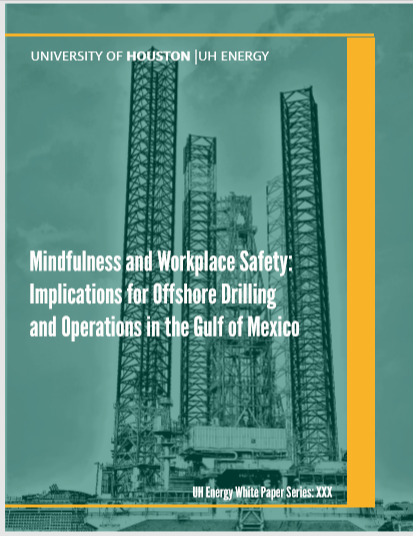 UNIVERSITY OF HOUSTON | UH ENERGY
Mindfulness and Workplace Safety:
Implications for Offshore Drilling
and Operations in the Gulf of Mexico
UH Energy White Paper Series: XXX